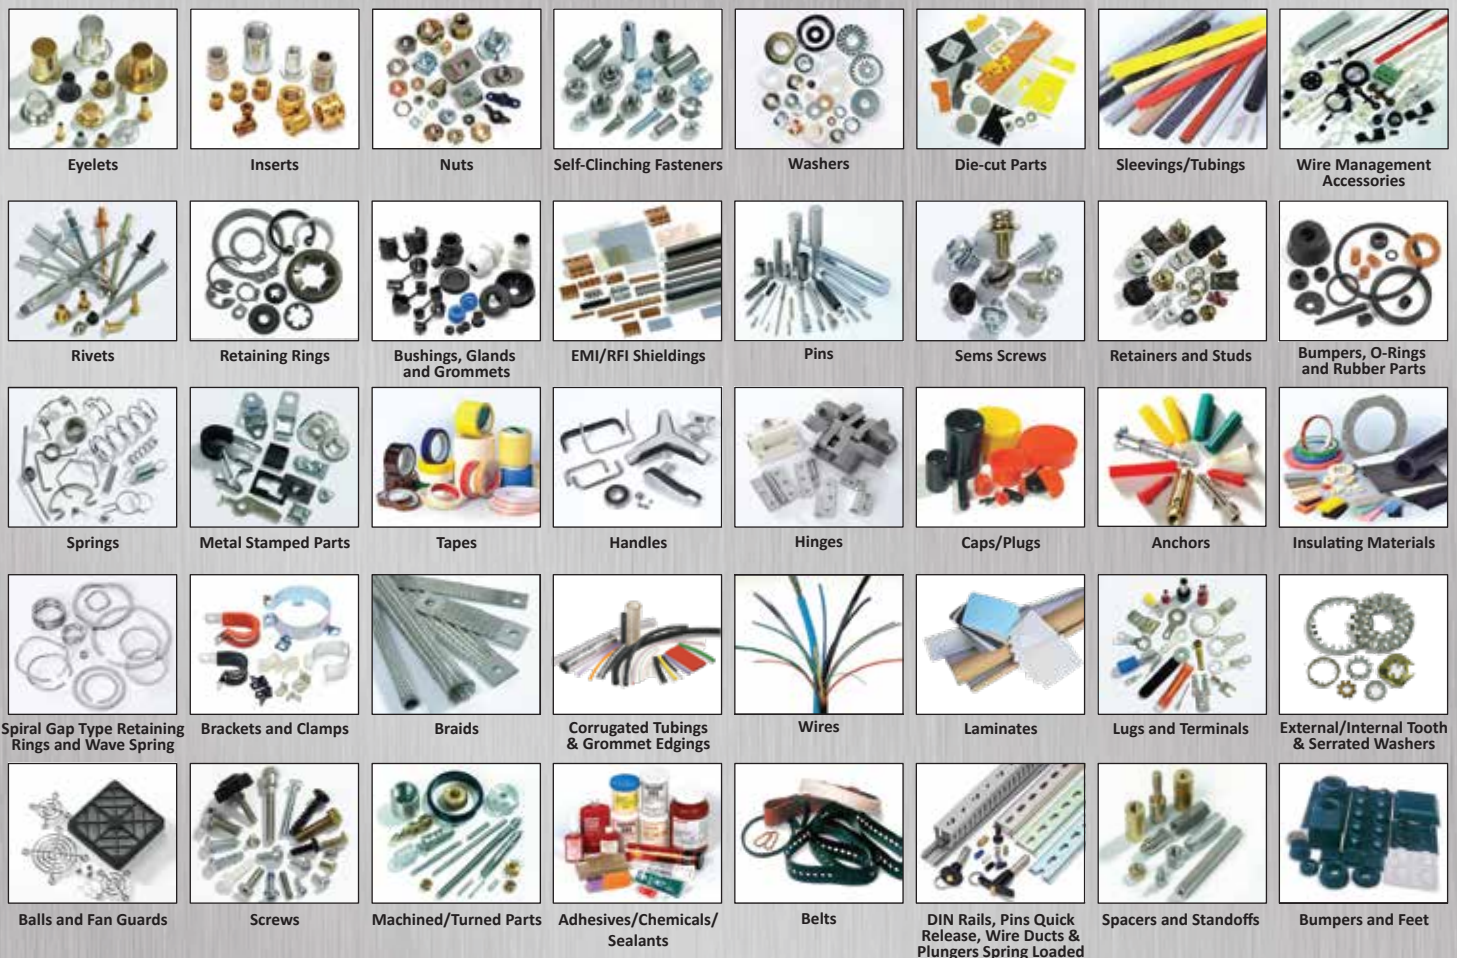 Eyelets
Inserts
Nuts
Self-Clinching Fasteners
Washers
Die-cut Parts
Sleevings/Tubings
Wire Management
Accessories
Rivets
Retaining Rings
Bushings, Glands
and Grommets
EMI/RFI Shieldings
Pins
Sems Screws
Retainers and Studs
Bumpers, O-Rings
and Rubber Parts
Springs
Metal Stamped Parts
Tapes
Handles
Hinges
Caps/Plugs
Anchors
Insulating Materials
Spiral Gap Type Retaining
Rings and Wave Spring
Brackets and Clamps
Braids
Corrugated Tubings
& Grommet Edgings
Wires
Laminates
Lugs and Terminals
External/Internal Tooth
& Serrated Washers
Balls and Fan Guards
Screws
Machined/Turned Parts
Adhesives/Chemicals/
Sealants
Belts
DIN Rails, Pins Quick
Release, Wire Ducts &
Plungers Spring Loaded
Spacers and Standoffs
Bumpers and Feet